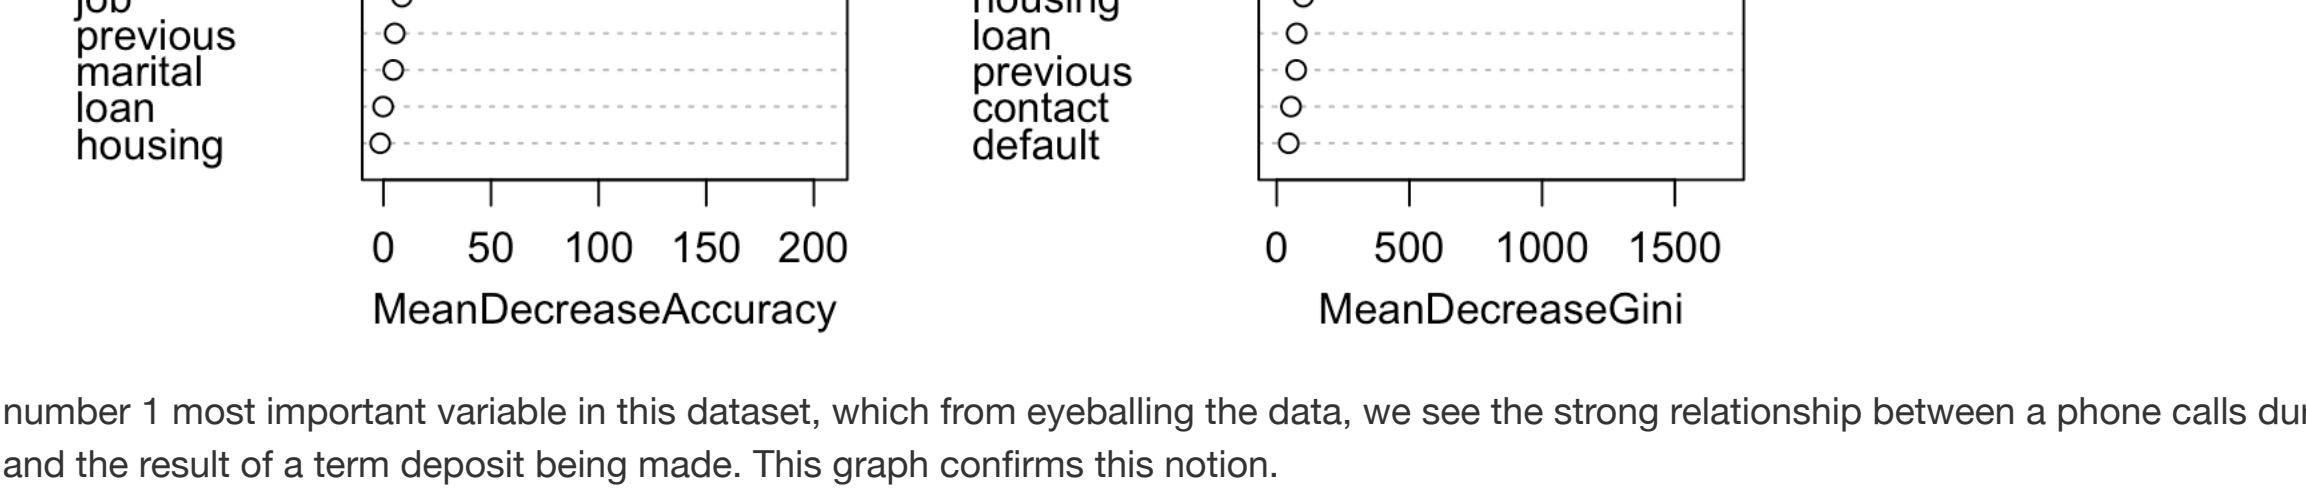 job
previous
marital
loan
housing
0 50 100 150 200
MeanDecreaseAccuracy
housing
loan
previous
contact
default
0 500 1000 1500
MeanDecreaseGini
number 1 most important variable in this dataset, which from eyeballing the data, we see the strong relationship between a phone calls
and the result of a term deposit being made. This graph confirms this notion.